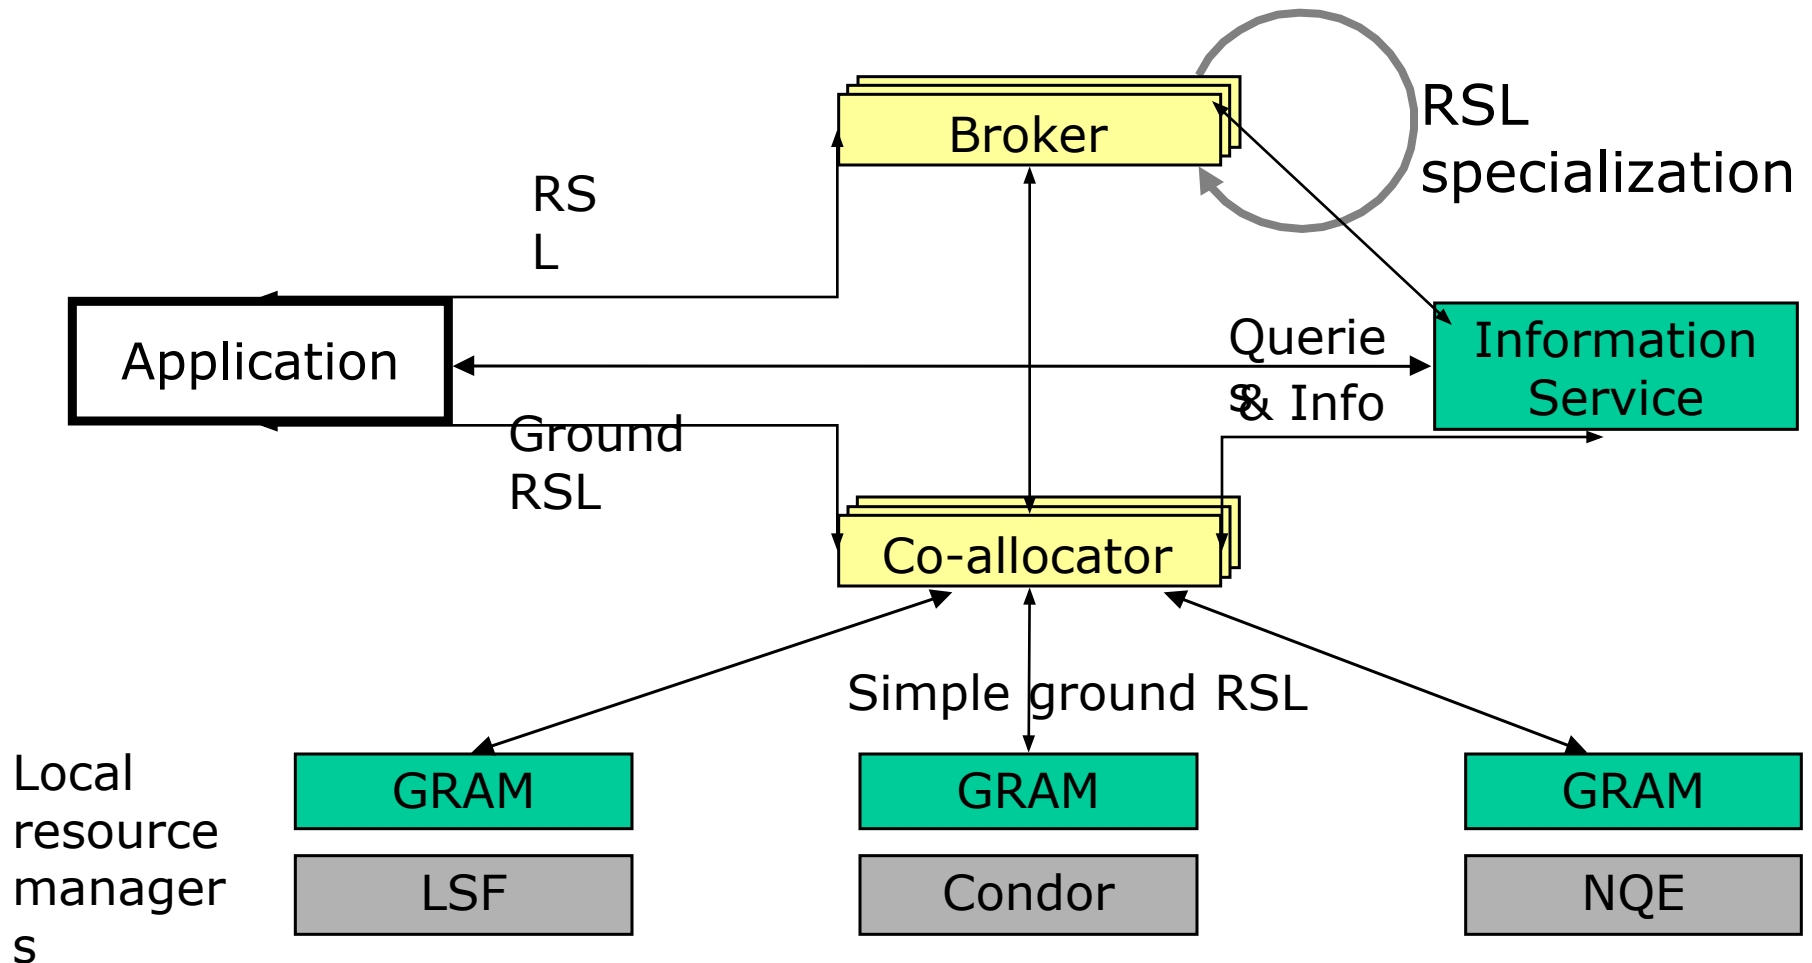 Broker
RSL
specialization
RS
L
Application
Querie
s
& Info
Information
Service
Ground
RSL
Co-allocator
Simple ground RSL
Local
resource
manager
s
GRAM
GRAM
GRAM
LSF
Condor
NQE